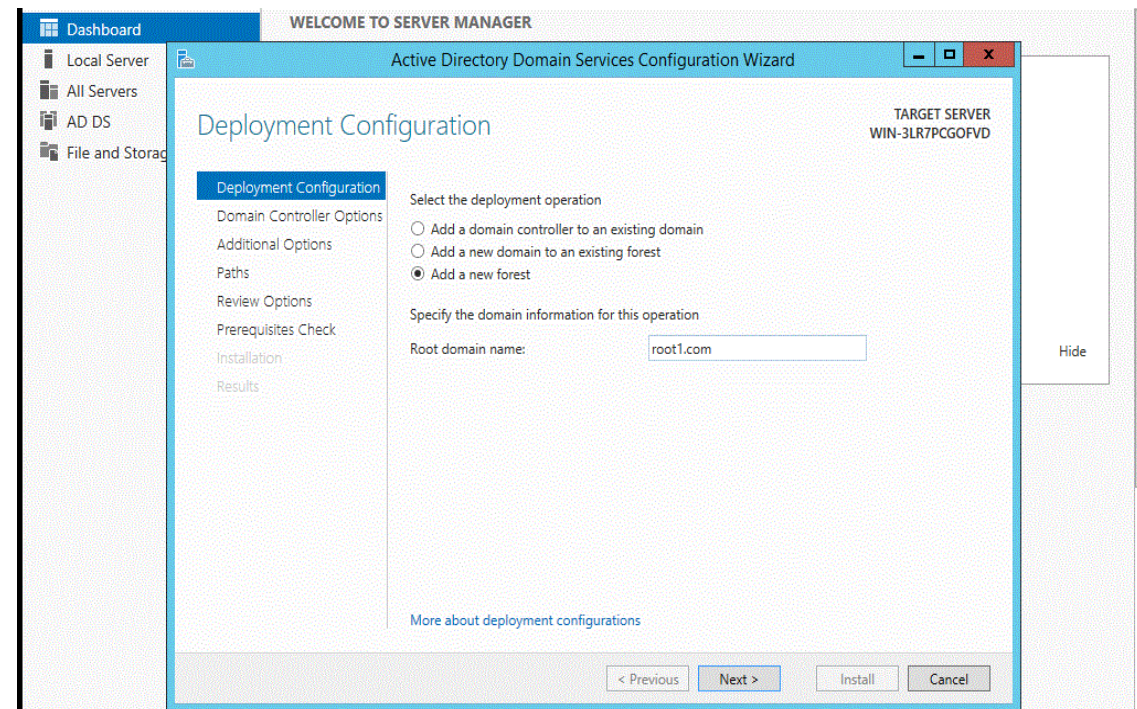 Dashboard
WELCOME TO SERVER MANAGER
Local Server
All Servers
AD DS
File and Storag
Active Directory Domain Services Configuration Wizard
Deployment Configuration
TARGET SERVER
WIN-3LR7PCGOFVD
Deployment Configuration
Domain Controller Options
Additional Options
Paths
Review Options
Prerequisites Check
Installation
Results
Select the deployment operation
Add a domain controller to an existing domain
Add a new domain to an existing forest
Add a new forest
Specify the domain information for this operation
Root domain name: root1.com
More about deployment configurations
Hide
< Previous Next > Install Cancel